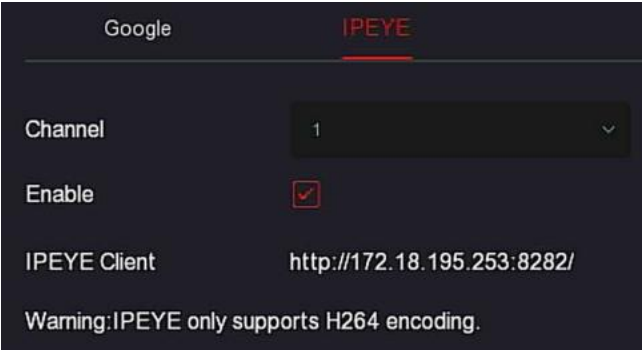 Google IPEYE
Channel 1
Enable
IPEYE Client http://172.18.195.253:8282/
Warning:IPEYE only supports H264 encoding.